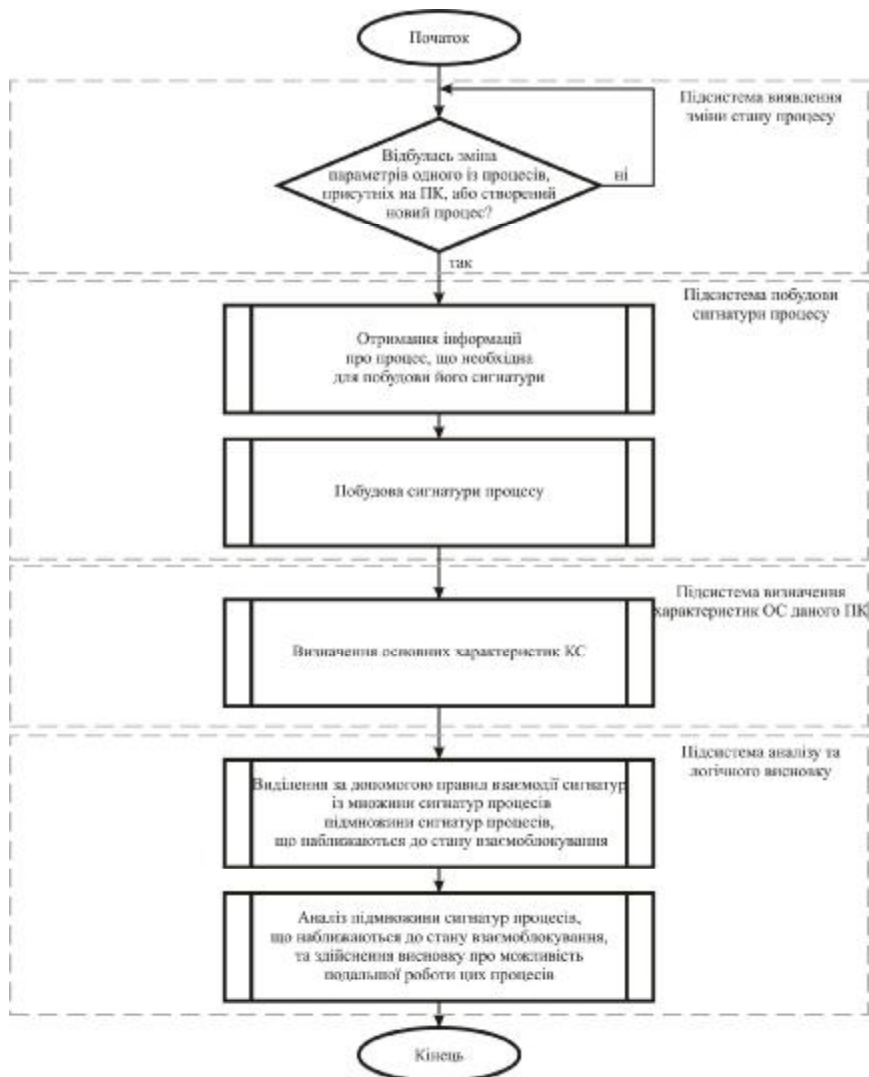 Початок
Підсистема виявлення
зміни стану процесу
Відбулась зміна
параметрів одного із процесів,
присутніх на ПК, або створений
новий процес?
ні
так
Підсистема побудови
сигнатури процесу
Отримання інформації
про процес, що необхідна
для побудови його сигнатури
Побудова сигнатури процесу
Підсистема визначення
характеристик ОС даного ПК
Визначення основних характеристик КС
Підсистема аналізу та
логічного висновку
Виділення за допомогою правил взаємодії сигнатур
із множини сигнатур процесів
підмножини сигнатур процесів,
що наближаються до стану взаємоблокування
Аналіз підмножини сигнатур процесів,
що наближаються до стану взаємоблокування,
та здійснення висновку про можливість
подальшої роботи цих процесів
Кінець